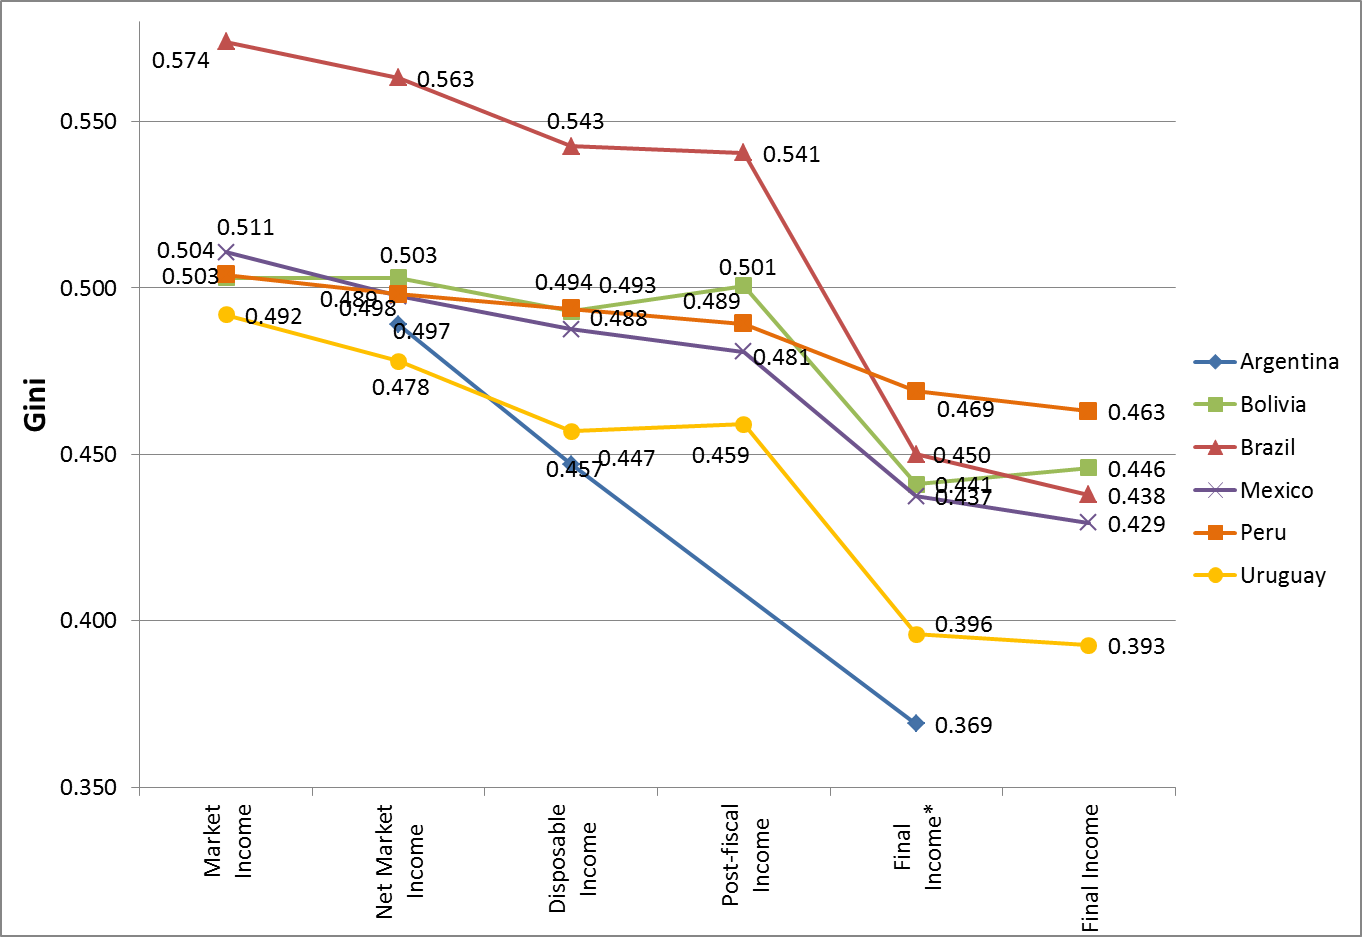 0.574
0.563
0.550
0.543
0.541
0.511
0.504
0.503
0.503
0.494
0.493
0.501
0.500
0.489
0.498
0.497
0.488
0.489
0.492
0.481
0.478
Gini
0.469
0.463
0.450
0.457
0.447
0.459
0.450
0.441
0.437
0.446
0.438
0.429
0.400
0.396
0.393
0.369
0.350
Argentina
Bolivia
Brazil
Mexico
Peru
Uruguay
Market
Income
Net Market
Income
Disposable
Income
Post-fiscal
Income
Final
Income*
Final Income